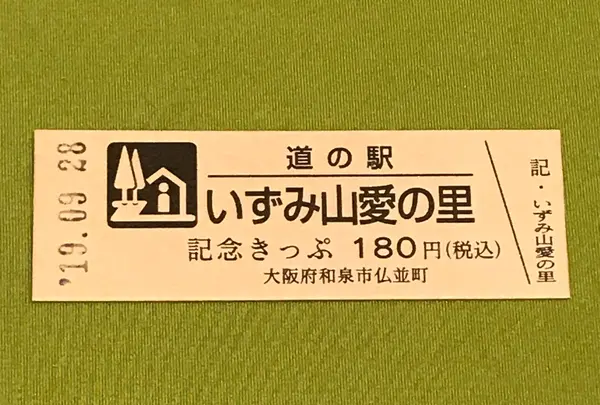 '19.09 28
道の駅
いずみ山愛の里
記念きっぷ 180円(税込)
大阪府和泉市仏並町
記・いずみ山愛の里